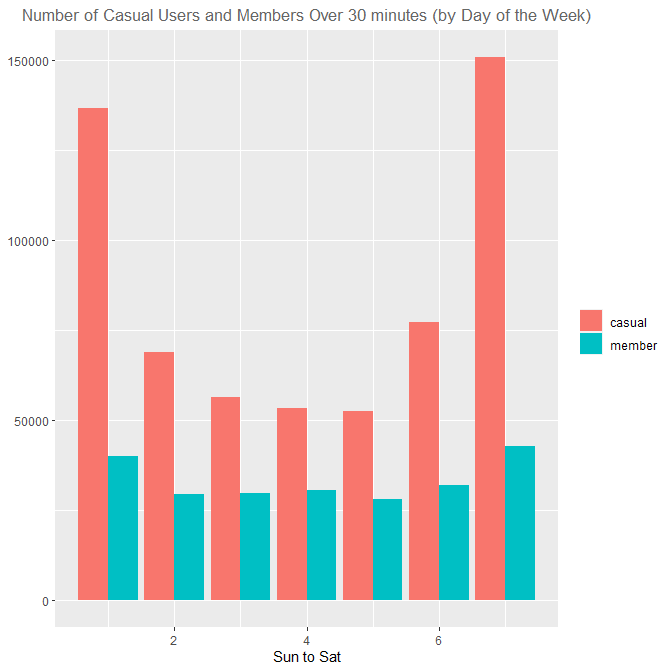 Number of Casual Users and Members Over 30 minutes (by Day of the Week)
150000
100000
50000
0
casual
member
2
4
6
Sun to Sat